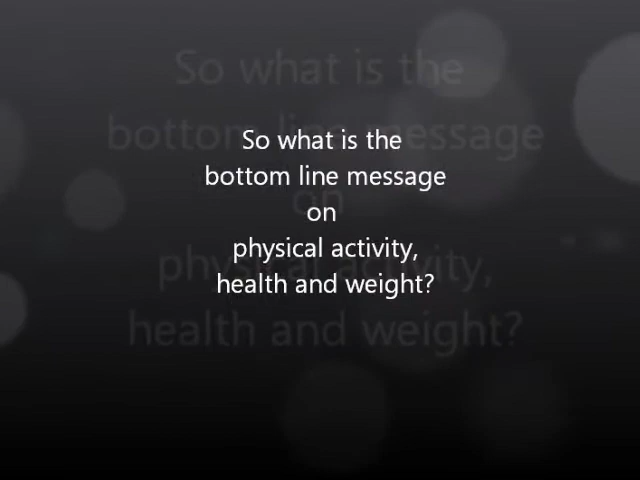 So what is the
bottom line message
on
physical activity,
health and weight?